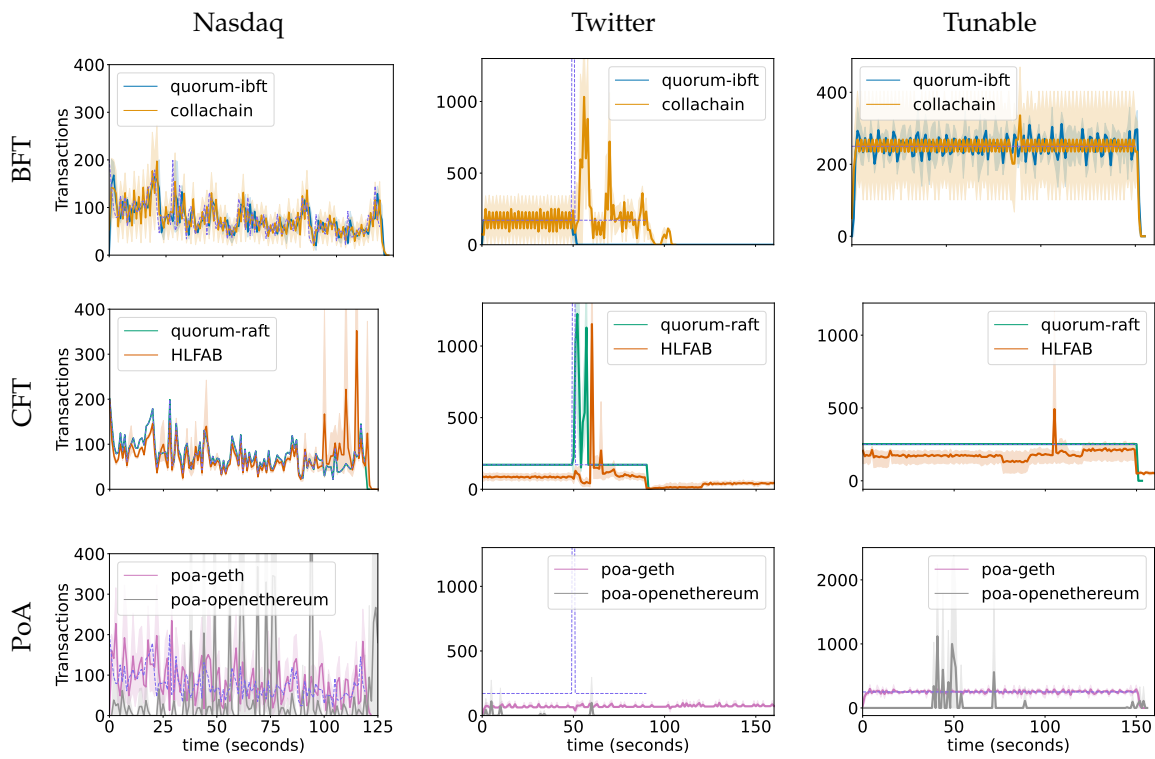 Nasdaq Twitter Tunable
BFT
Transactions
400
300
200
100
0
quorum-ibft
collachain
1000
500
0
quorum-ibft
collachain
400
200
0
quorum-ibft
collachain
CFT
Transactions
400
300
200
100
0
quorum-raft
HLFAB
1000
500
0
0 50 100 150
quorum-raft
HLFAB
1000
500
0
quorum-raft
HLFAB
PoA
Transactions
400
300
200
100
0
poa-geth
poa-openethereum
0 25 50 75 100 125
time (seconds)
1000
500
0
poa-geth
poa-openethereum
0 50 100 150
time (seconds)
2000
1000
0
poa-geth
poa-openethereum
0 50 100 150
time (seconds)